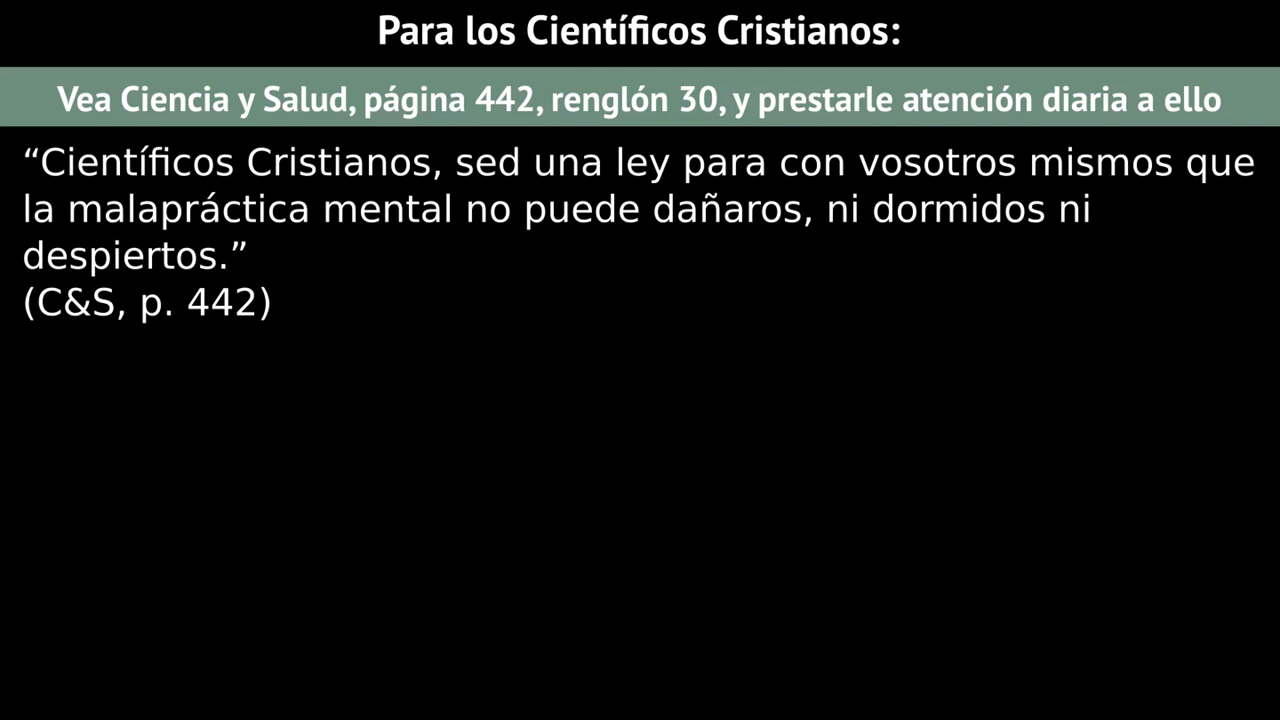 Para los Científicos Cristianos:
Vea Ciencia y Salud, página 442, renglón 30, y prestarle atención diaria a ello
“Científicos Cristianos, sed una ley para con vosotros mismos que
la malapráctica mental no puede dañaros, ni dormidos ni
despiertos.”
(C&S, p. 442)